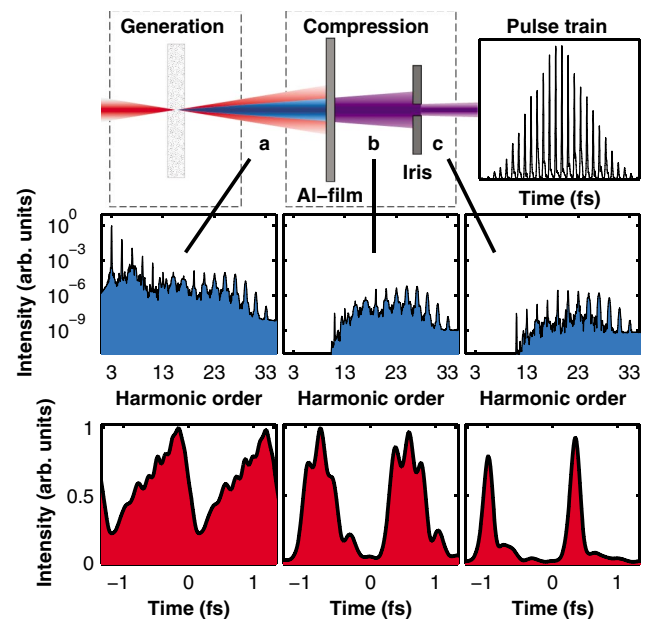 Generation Compression Pulse train
a b c
Iris
Al-film
Time (fs)
Intensity (arb. units)
10^0
10^-3
10^-6
10^-9
3 13 23 33 3 13 23 33 3 13 23 33
Harmonic order Harmonic order Harmonic order
Intensity (arb. units)
1
0.5
0
−1 0 1 −1 0 1 −1 0 1
Time (fs) Time (fs) Time (fs)